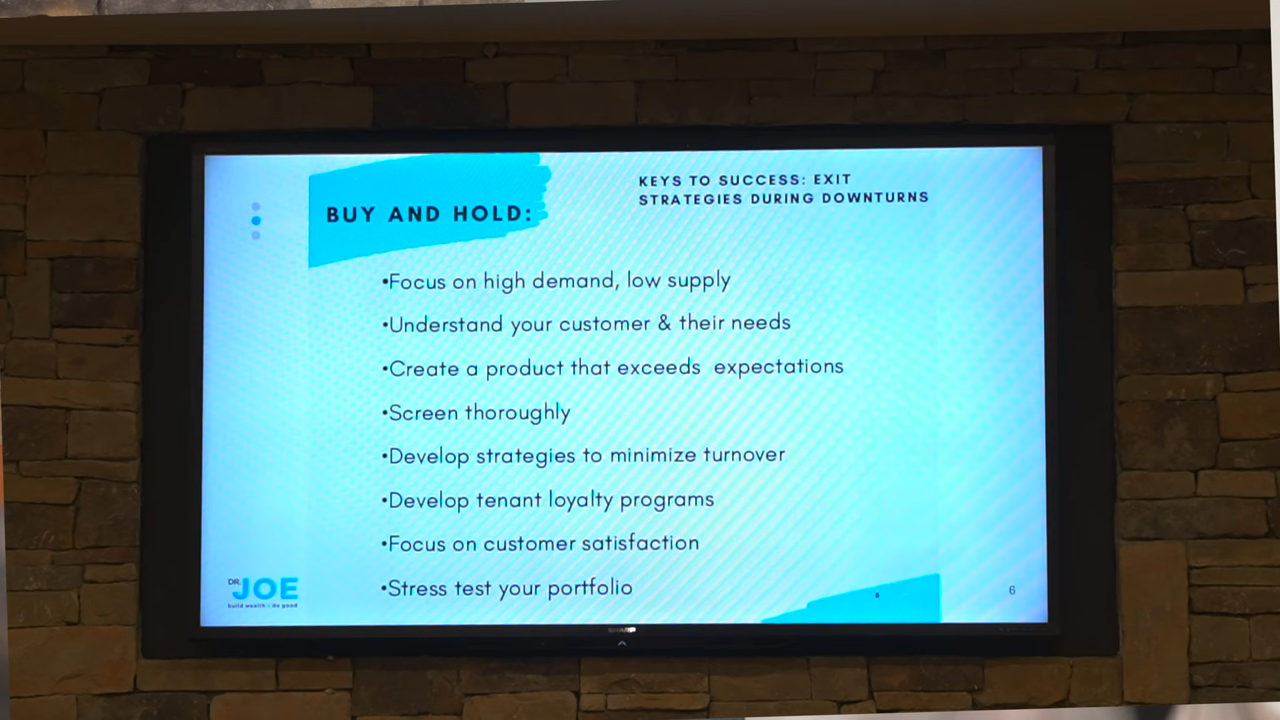 KEYS TO SUCCESS: EXIT
STRATEGIES DURING DOWNTURNS
BUY AND HOLD:
•Focus on high demand, low supply
•Understand your customer & their needs
•Create a product that exceeds expectations
•Screen thoroughly
•Develop strategies to minimize turnover
•Develop tenant loyalty programs
•Focus on customer satisfaction
•Stress test your portfolio
DR. JOE
build wealth - do good
6